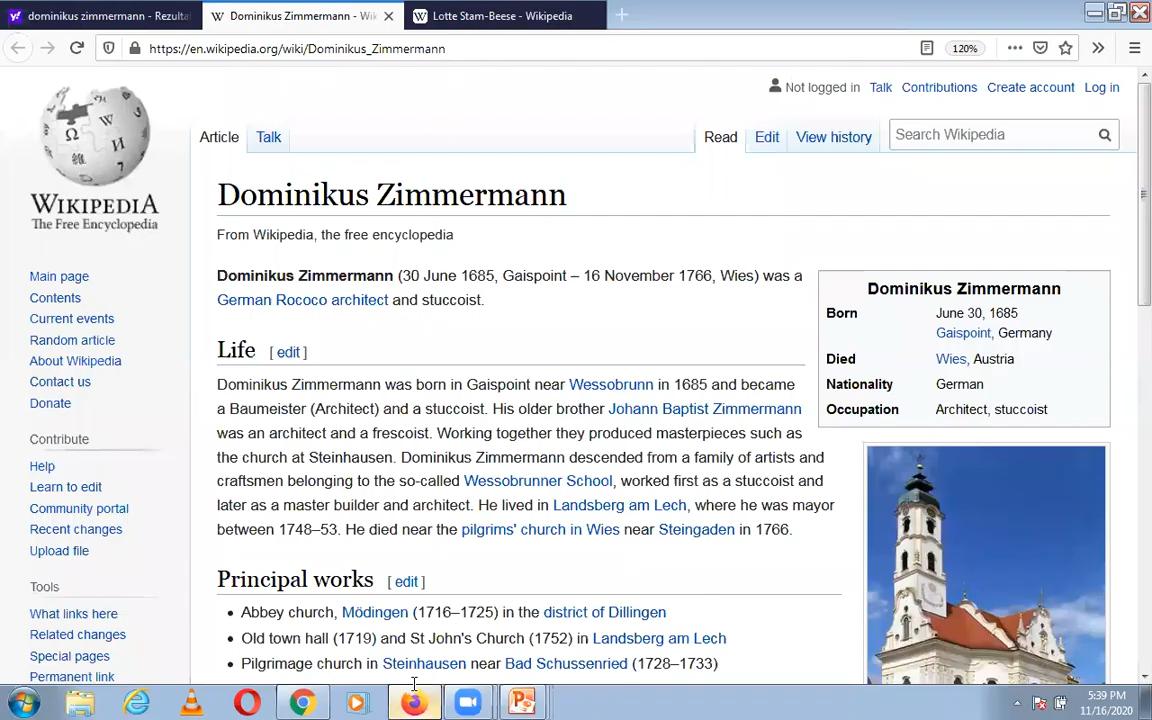 dominikus zimmermann - Rezulta
Dominikus Zimmermann - Wik
Lotte Stam-Beese - Wikipedia
https://en.wikipedia.org/wiki/Dominikus_Zimmermann
120%
Not logged in Talk Contributions Create account Log in
Article Talk Read Edit View history Search Wikipedia
WIKIPEDIA
The Free Encyclopedia
Main page
Contents
Current events
Random article
About Wikipedia
Contact us
Donate
Contribute
Help
Learn to edit
Community portal
Recent changes
Upload file
Tools
What links here
Related changes
Special pages
Permanent link
Dominikus Zimmermann
From Wikipedia, the free encyclopedia
Dominikus Zimmermann (30 June 1685, Gaispoint – 16 November 1766, Wies) was a
German Rococo architect and stuccoist.
Life [ edit ]
Dominikus Zimmermann was born in Gaispoint near Wessobrunn in 1685 and became
a Baumeister (Architect) and a stuccoist. His older brother Johann Baptist Zimmermann
was an architect and a frescoist. Working together they produced masterpieces such as
the church at Steinhausen. Dominikus Zimmermann descended from a family of artists and
craftsmen belonging to the so-called Wessobrunner School, worked first as a stuccoist and
later as a master builder and architect. He lived in Landsberg am Lech, where he was mayor
between 1748–53. He died near the pilgrims' church in Wies near Steingaden in 1766.
Principal works [ edit ]
Abbey church, Mödingen (1716–1725) in the district of Dillingen
Old town hall (1719) and St John's Church (1752) in Landsberg am Lech
Pilgrimage church in Steinhausen near Bad Schussenried (1728–1733)
Dominikus Zimmermann
Born June 30, 1685
Gaispoint, Germany
Died Wies, Austria
Nationality German
Occupation Architect, stuccoist
5:39 PM
11/16/2020